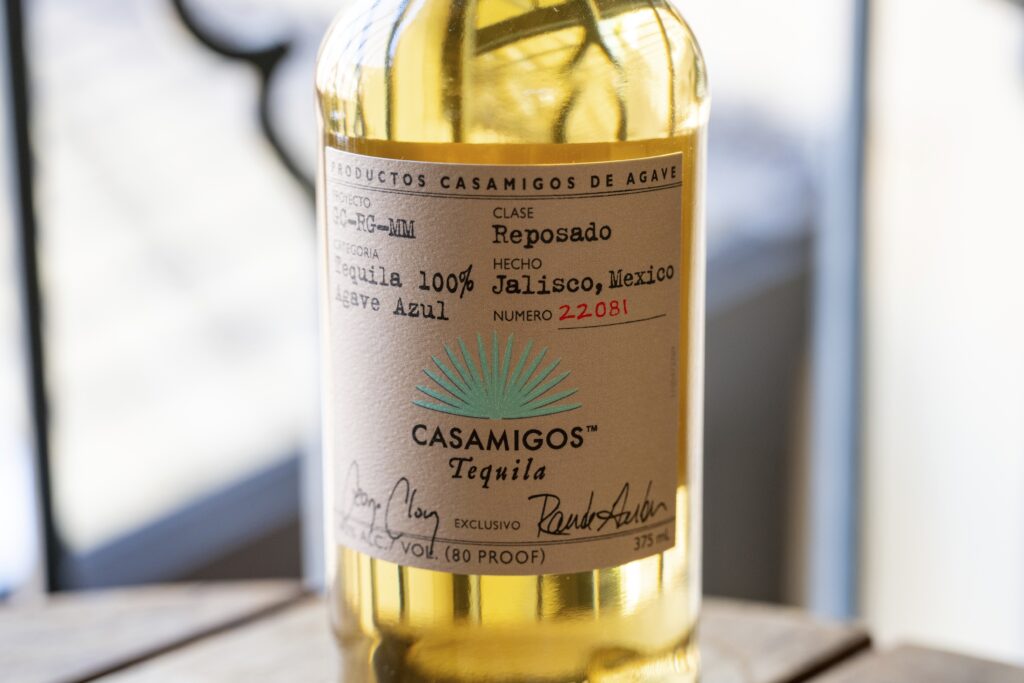 PRODUCTOS CASAMIGOS DE AGAVE
PROYECTO
GC-RG-MM
CATEGORIA
Tequila 100%
Agave Azul
CLASE
Reposado
HECHO
Jalisco, Mexico
NUMERO 22081
CASAMIGOS™
Tequila
EXCLUSIVO
ALC./ VOL. (80 PROOF)
375 mL